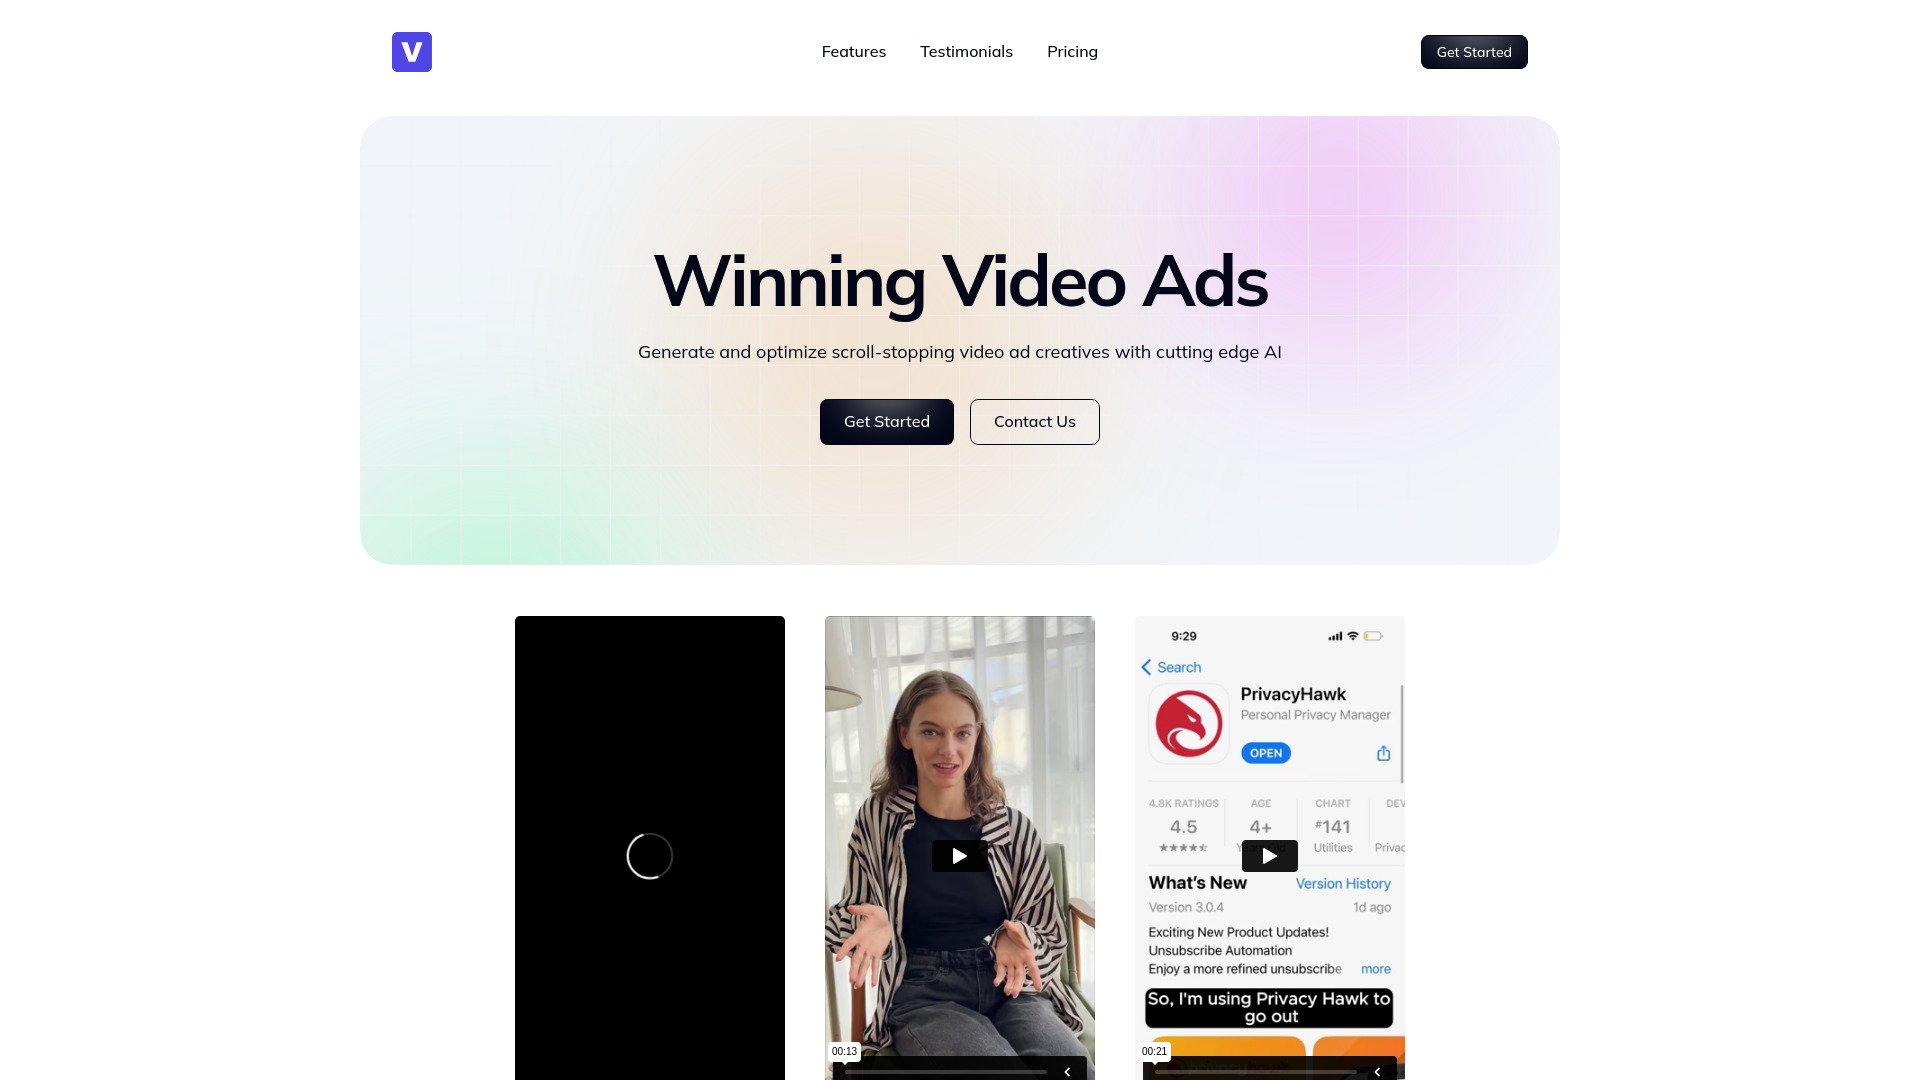 V
Features
Testimonials
Pricing
Get Started
Winning Video Ads
Generate and optimize scroll-stopping video ad creatives with cutting edge AI
Get Started
Contact Us
00:13
9:29
Search
PrivacyHawk
Personal Privacy Manager
OPEN
4.8K RATINGS
AGE
CHART
DEV
4.5
4+
#141
Utilities
Privac
What's New
Version History
Version 3.0.4
1d ago
Exciting New Product Updates!
Unsubscribe Automation
Enjoy a more refined unsubscribe
more
So, I'm using Privacy Hawk to
go out
00:21